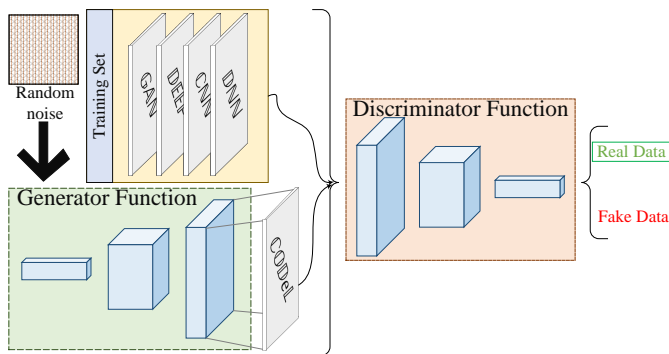 Random
noise
Training Set
GAN
DEEP
CNN
DNN
Generator Function
CODeL
Discriminator Function
Real Data
Fake Data